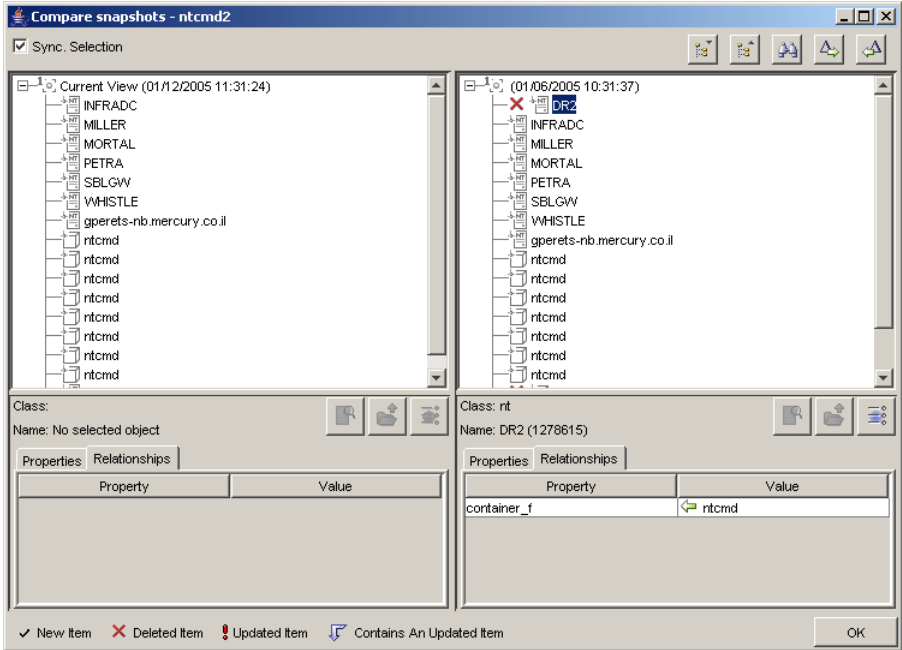 Compare snapshots - ntcmd2
Sync. Selection
Current View (01/12/2005 11:31:24)
INFRADC
MILLER
MORTAL
PETRA
SBLGW
WHISTLE
gperets-nb.mercury.co.il
ntcmd
ntcmd
ntcmd
ntcmd
ntcmd
ntcmd
ntcmd
ntcmd
(01/06/2005 10:31:37)
DR2
INFRADC
MILLER
MORTAL
PETRA
SBLGW
WHISTLE
gperets-nb.mercury.co.il
ntcmd
ntcmd
ntcmd
ntcmd
ntcmd
ntcmd
ntcmd
Class:
Name: No selected object
Properties Relationships
Property Value
Class: nt
Name: DR2 (1278615)
Properties Relationships
Property Value
container_f ntcmd
New Item Deleted Item Updated Item Contains An Updated Item OK